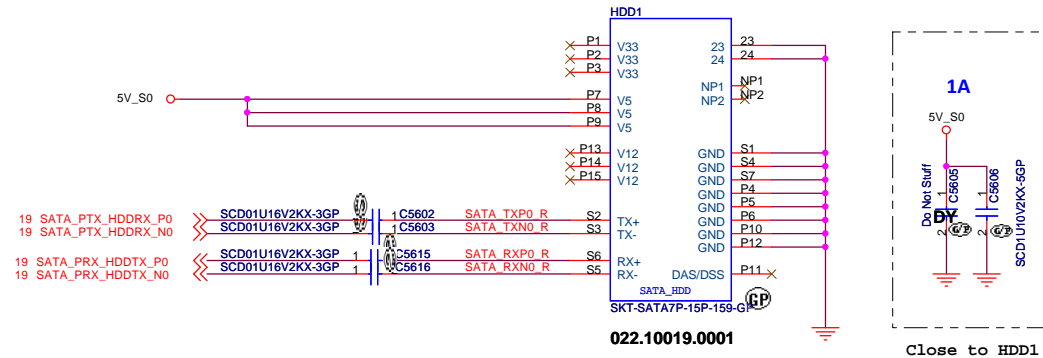 HDD1
P1 V33 23 23
P2 V33 24 24
P3 V33
NP1 NP1
5V_S0 P7 V5 NP2 NP2
P8 V5
P9 V5
P13 V12 GND S1
P14 V12 GND S4
P15 V12 GND S7
GND P4
GND P5
19 SATA_PTX_HDDRX_P0 SCD01U16V2KX-3GP 1 C5602 SATA_TXP0_R S2 TX+ GND P6
19 SATA_PTX_HDDRX_N0 SCD01U16V2KX-3GP 1 C5603 SATA_TXN0_R S3 TX- GND P10
GND P12
19 SATA_PRX_HDDTX_P0 SCD01U16V2KX-3GP 1 C5615 SATA_RXP0_R S6 RX+
19 SATA_PRX_HDDTX_N0 SCD01U16V2KX-3GP 1 C5616 SATA_RXN0_R S5 RX- DAS/DSS P11
SATA_HDD
SKT-SATA7P-15P-159-GP
GP
022.10019.0001
1A
5V_S0
Do Not Stuff
DY
1 2
C5605
1 2
C5606
SCD1U10V2KX-5GP
Close to HDD1